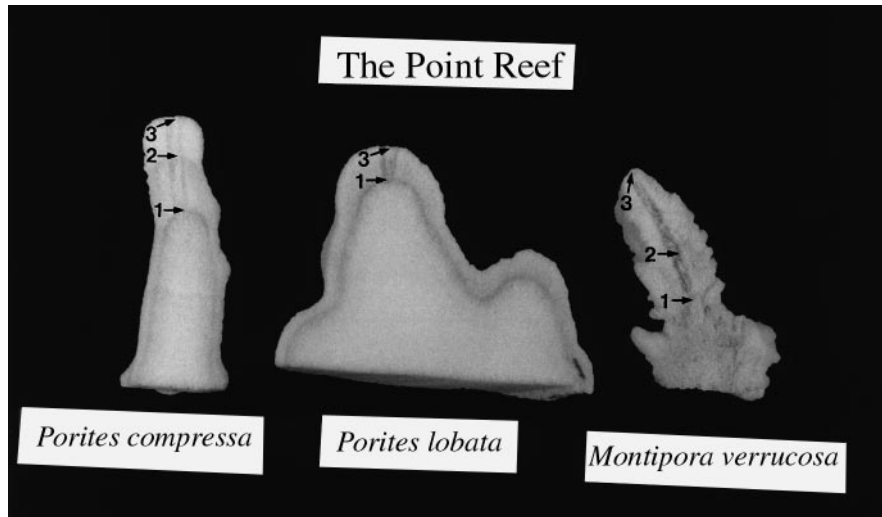 The Point Reef
3
2
1
3
1
3
2
1
Porites compressa
Porites lobata
Montipora verrucosa